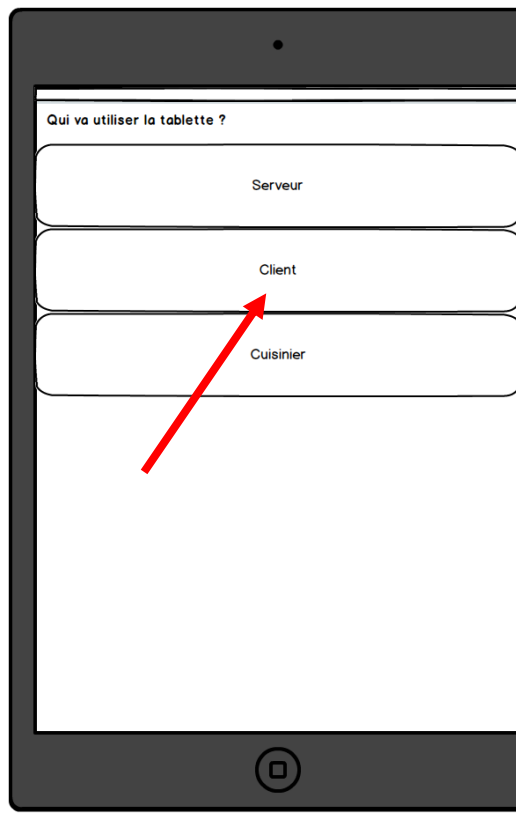 Qui va utiliser la tablette ?
Serveur
Client
Cuisinier